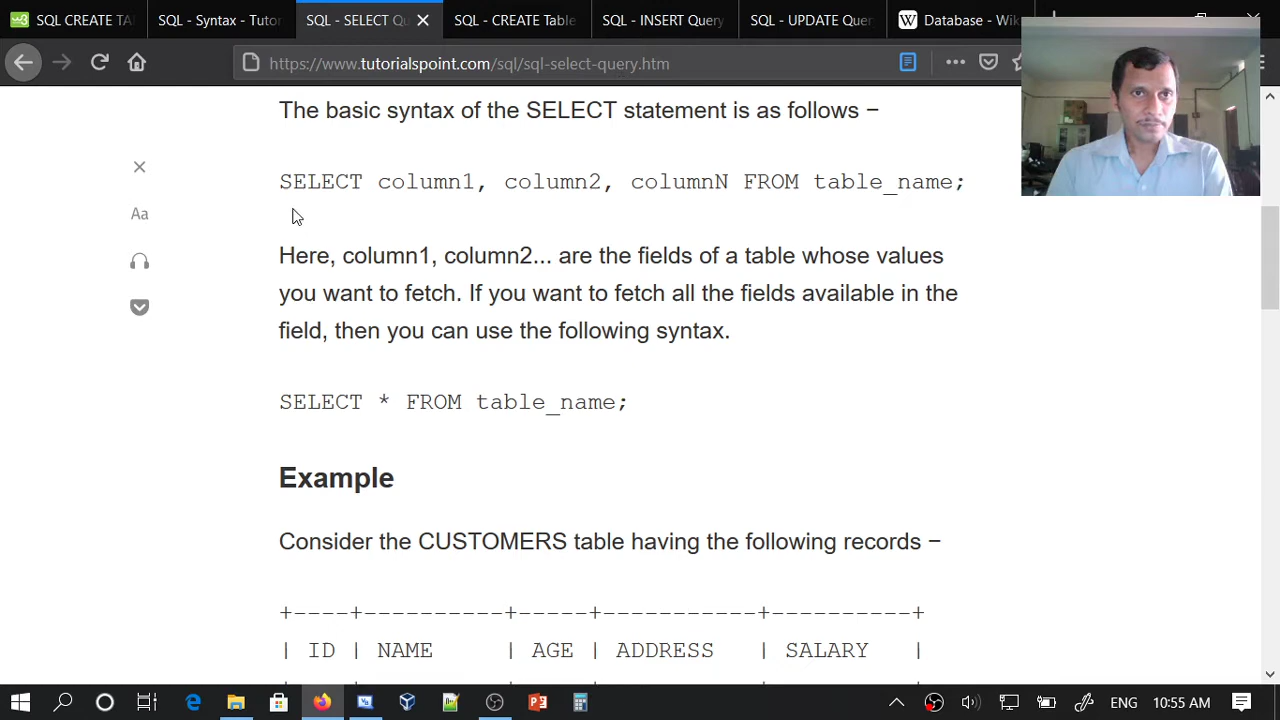 SQL CREATE TA
SQL - Syntax - Tutor
SQL - SELECT Qu
SQL - CREATE Table
SQL - INSERT Query
SQL - UPDATE Quer
Database - Wik
https://www.tutorialspoint.com/sql/sql-select-query.htm
The basic syntax of the SELECT statement is as follows −
SELECT column1, column2, columnN FROM table_name;
Aa
Here, column1, column2... are the fields of a table whose values
you want to fetch. If you want to fetch all the fields available in the
field, then you can use the following syntax.
SELECT * FROM table_name;
Example
Consider the CUSTOMERS table having the following records −
+----+----------+-----+-----------+----------+
| ID | NAME | AGE | ADDRESS | SALARY |
ENG 10:55 AM